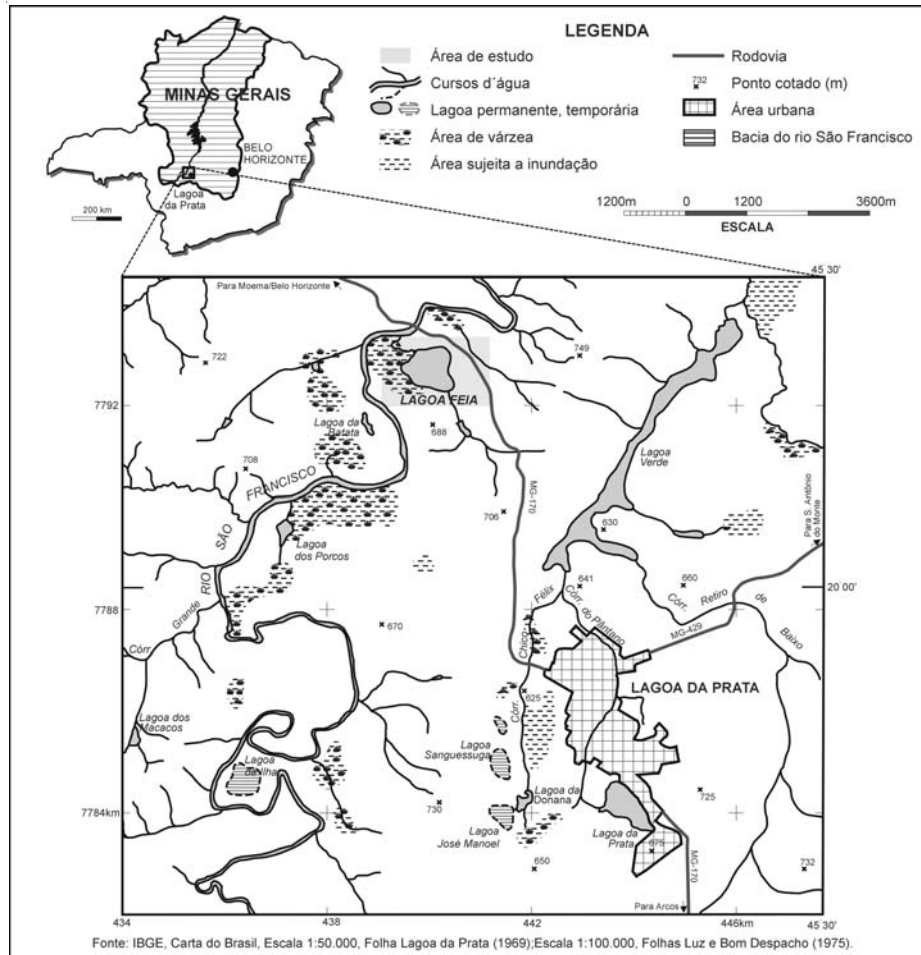 LEGENDA
Área de estudo
Cursos d´água
Lagoa permanente, temporária
Área de várzea
Área sujeita a inundação
Rodovia
732
Ponto cotado (m)
Área urbana
Bacia do rio São Francisco
MINAS GERAIS
BELO
HORIZONTE
Lagoa
da Prata
200 km
1200m 0 1200 3600m
ESCALA
45 30'
Para Moema/Belo Horizonte
722
749
LAGOA FEIA
7792
688
Lagoa da
Batata
Lagoa
Verde
708
FRANCISCO
SÃO
RIO
706
MG-170
630
Para S. Antônio
do Monte
Lagoa
dos Porcos
20 00'
641
660
Félix
Chico
Córr.
Córr. do Pântano
Córr. Retiro de Baixo
MG-429
7788
Grande
Córr.
670
LAGOA DA PRATA
625
Lagoa dos
Macacos
Lagoa
Sanguessuga
Lagoa
da Ilha
Lagoa da
Donana
725
7784km
730
Lagoa
José Manoel
Lagoa da
Prata
675
650
MG-170
732
Para Arcos
434 438 442 446km 45 30'
Fonte: IBGE, Carta do Brasil, Escala 1:50.000, Folha Lagoa da Prata (1969);Escala 1:100.000, Folhas Luz e Bom Despacho (1975).